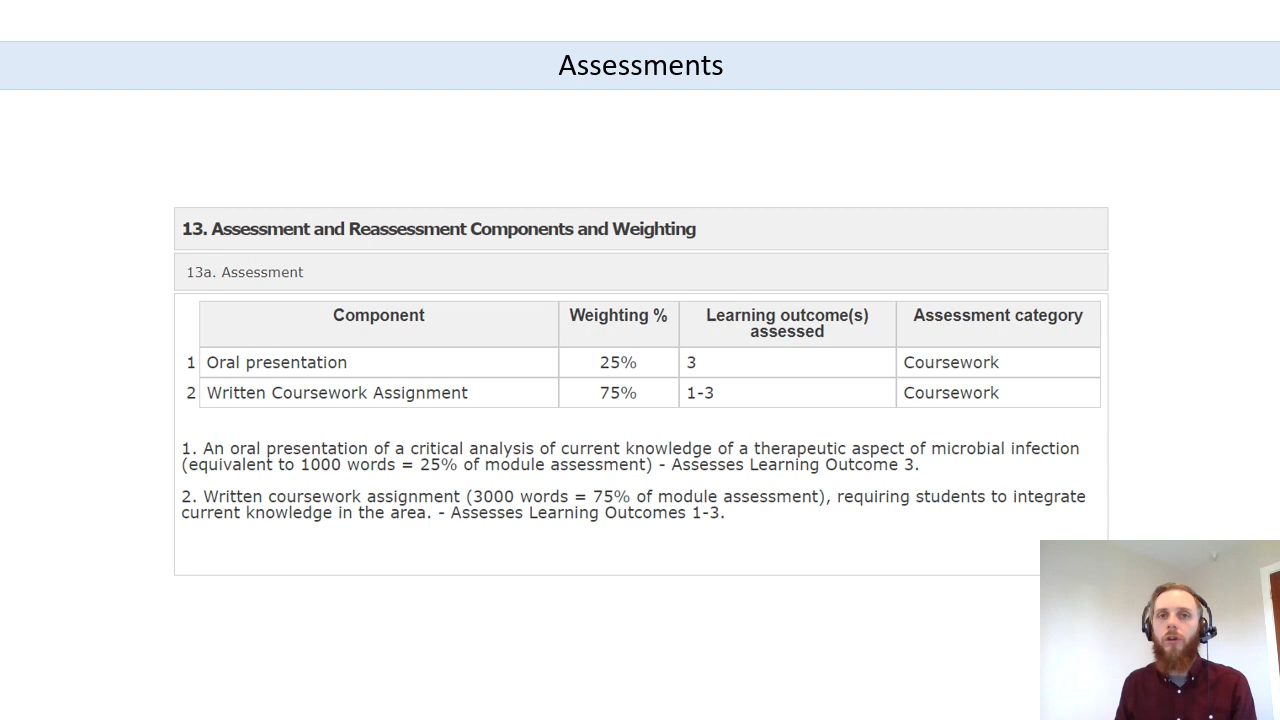 Assessments
13. Assessment and Reassessment Components and Weighting
13a. Assessment
Component Weighting % Learning outcome(s) assessed Assessment category
1 Oral presentation 25% 3 Coursework
2 Written Coursework Assignment 75% 1-3 Coursework
1. An oral presentation of a critical analysis of current knowledge of a therapeutic aspect of microbial infection
(equivalent to 1000 words = 25% of module assessment) - Assesses Learning Outcome 3.
2. Written coursework assignment (3000 words = 75% of module assessment), requiring students to integrate
current knowledge in the area. - Assesses Learning Outcomes 1-3.